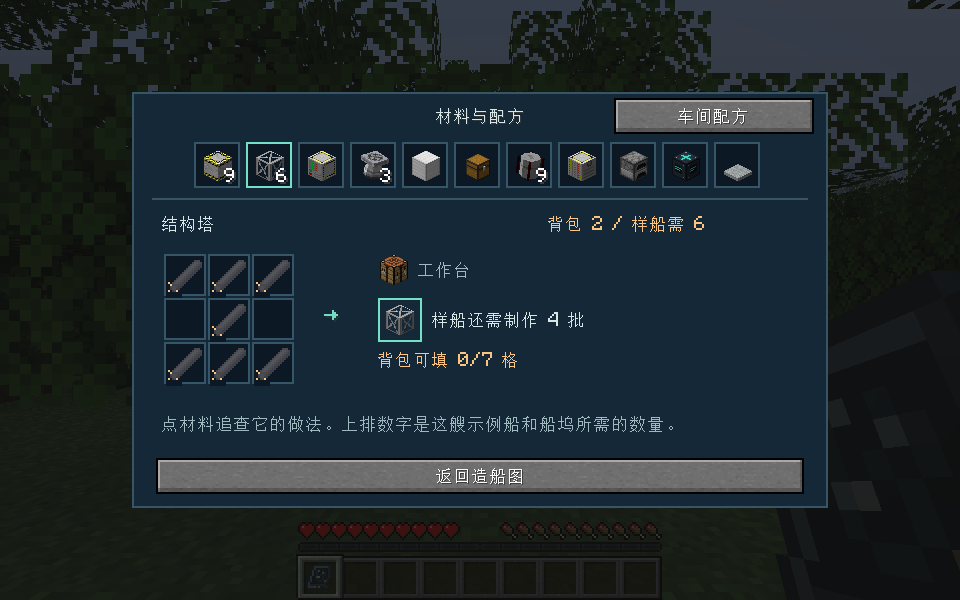 材料与配方
车间配方
9
6
3
9
结构塔
背包 2 / 样船需 6
工作台
样船还需制作 4 批
背包可填 0/7 格
点材料追查它的做法。上排数字是这艘示例船和船坞所需的数量。
返回造船图